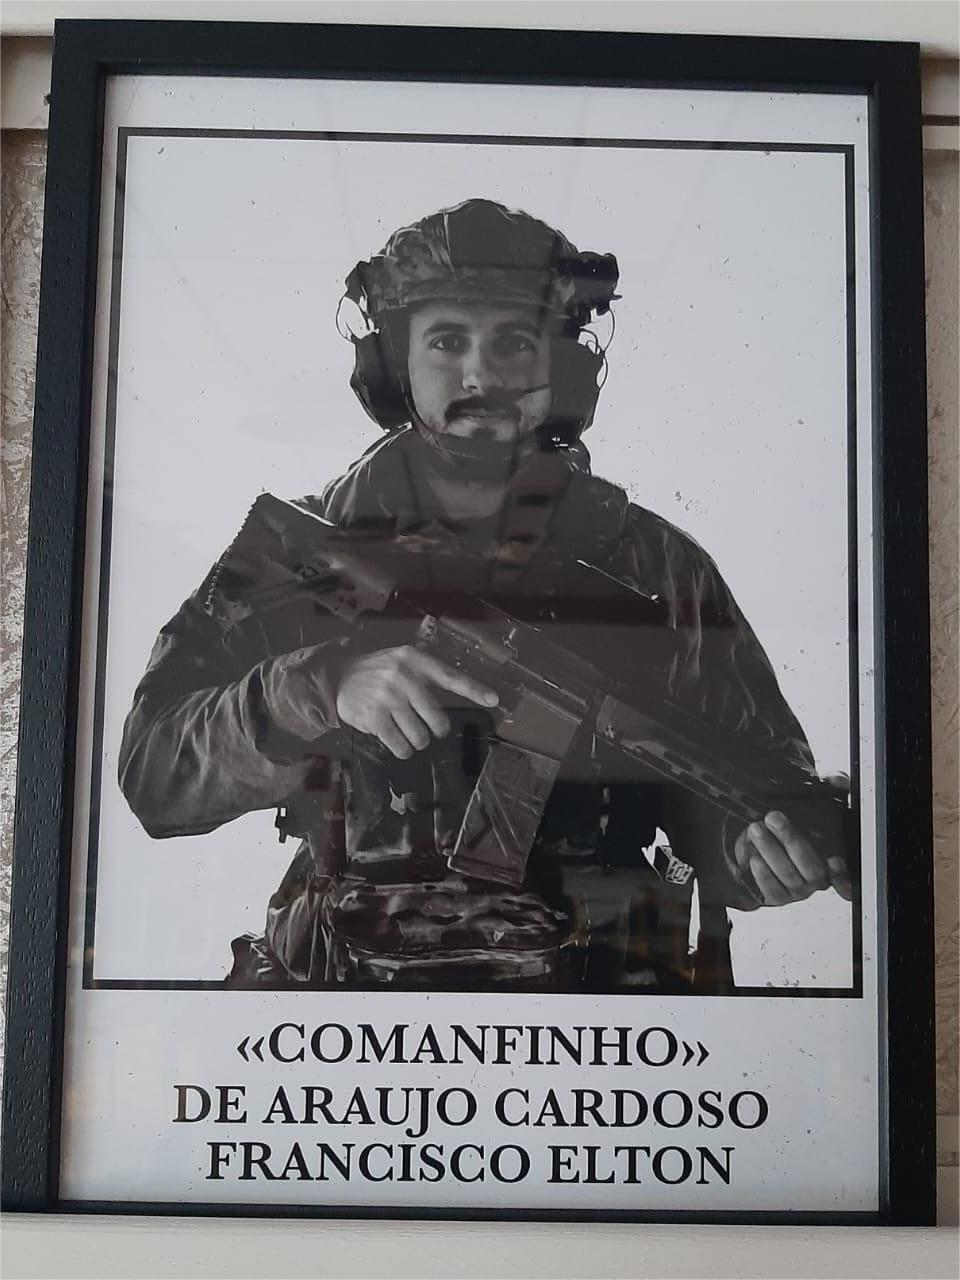 «COMANFINHO»
DE ARAUJO CARDOSO
FRANCISCO ELTON